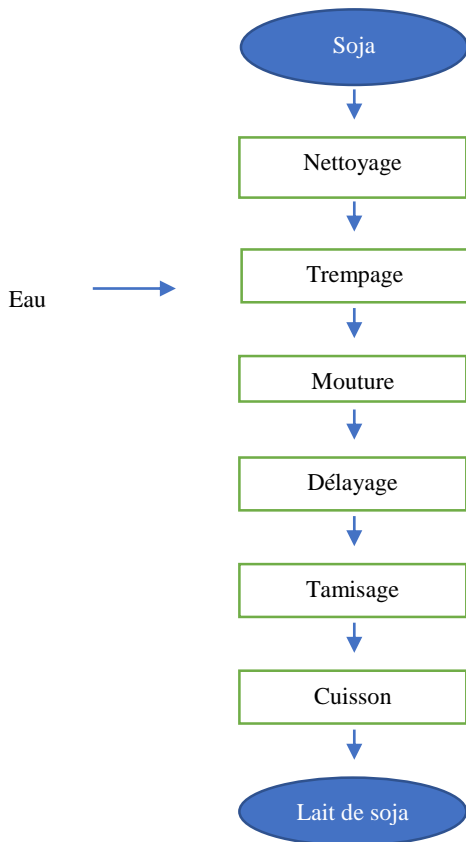 Soja
Nettoyage
Trempage
Eau
Mouture
Délayage
Tamisage
Cuisson
Lait de soja